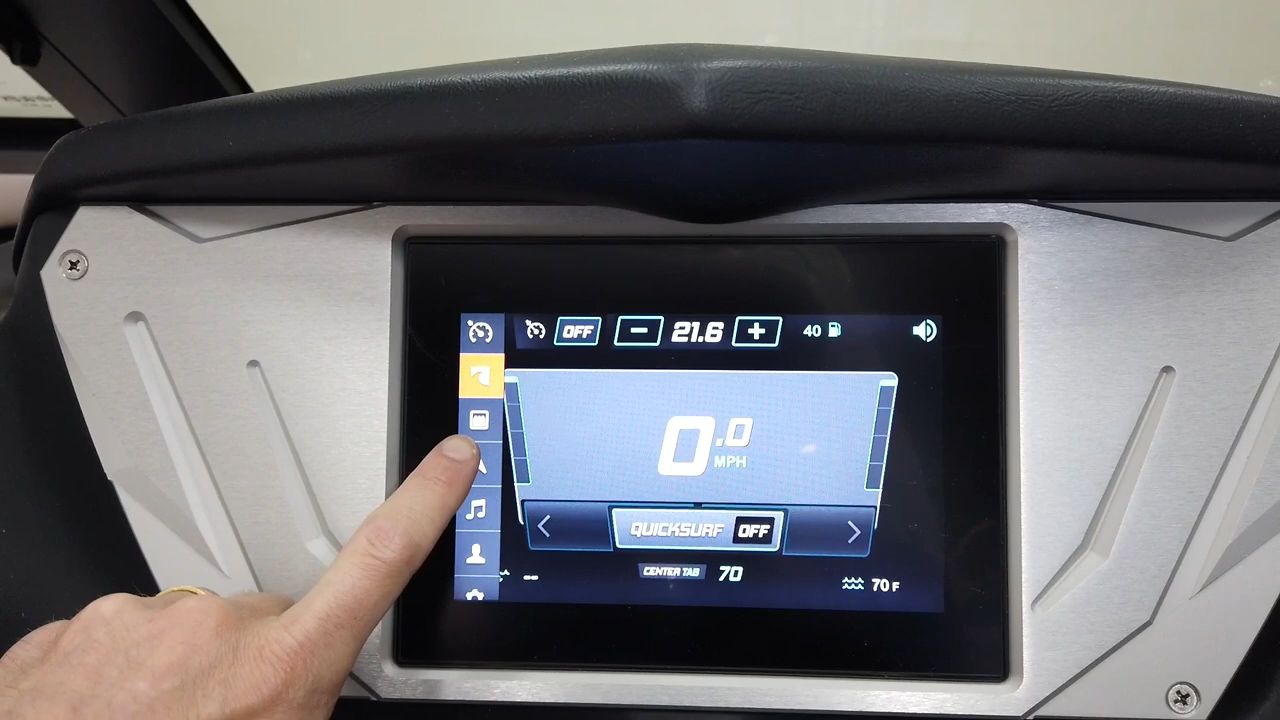 OFF − 21.6 + 40
0.0
MPH
QUICKSURF OFF
-- CENTER TAB 70 70 F